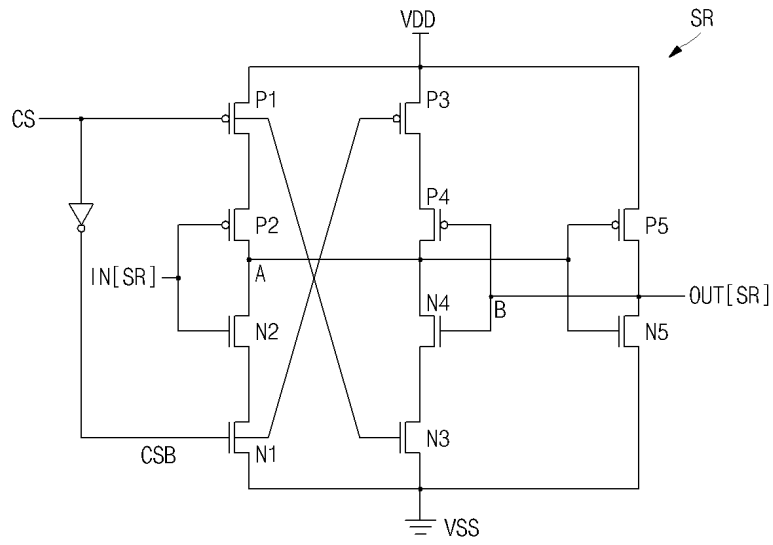 VDD
SR
P1
P3
CS
P4
P2
P5
IN[SR]
A
B
OUT[SR]
N4
N2
N5
CSB
N1
N3
VSS